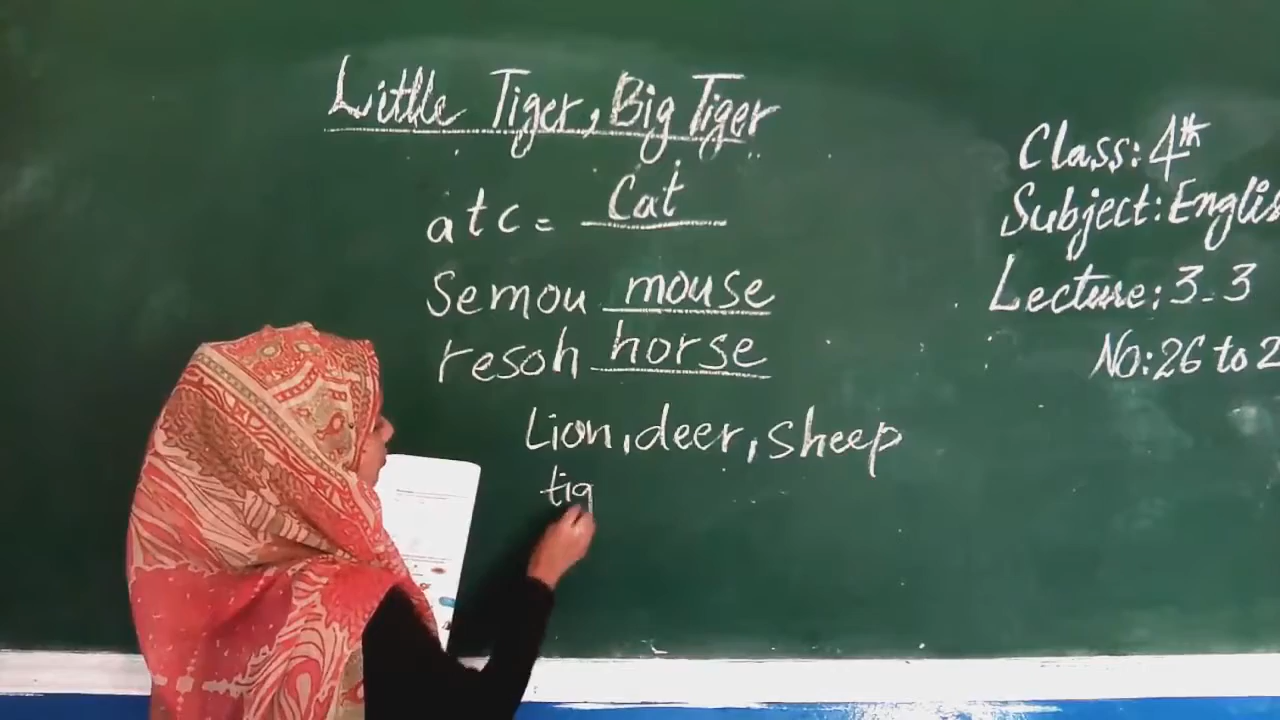 Little Tiger, Big Tiger
atc = Cat
Semou mouse
resoh horse
Lion, deer, sheep
tig
Class: 4th
Subject: Englis
Lecture: 3-3
No: 26 to 2